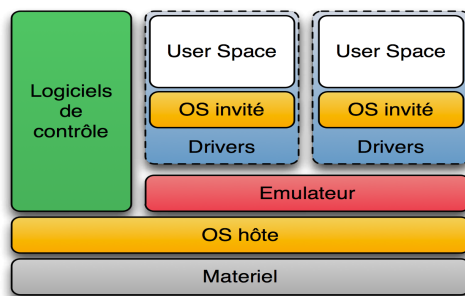 Logiciels
de
contrôle
User Space
OS invité
Drivers
User Space
OS invité
Drivers
Emulateur
OS hôte
Materiel